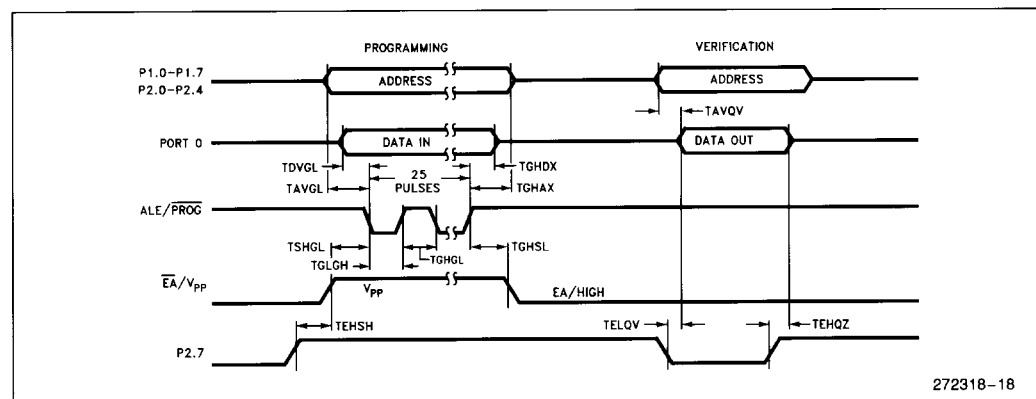 PROGRAMMING VERIFICATION
P1.0–P1.7
P2.0–P2.4
ADDRESS ADDRESS
TAVQV
PORT 0 DATA IN DATA OUT
TDVGL 25 TGHDX
TAVGL PULSES TGHAX
ALE/PROG
TSHGL TGHSL
TGLGH TGHGL
EA/VPP VPP EA/HIGH
TEHSH TELQV TEHQZ
P2.7
272318–18